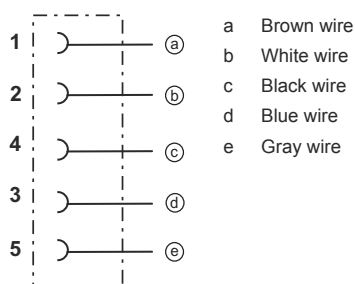 1 ⓐ
2 ⓑ
4 ⓒ
3 ⓓ
5 ⓔ
a Brown wire
b White wire
c Black wire
d Blue wire
e Gray wire